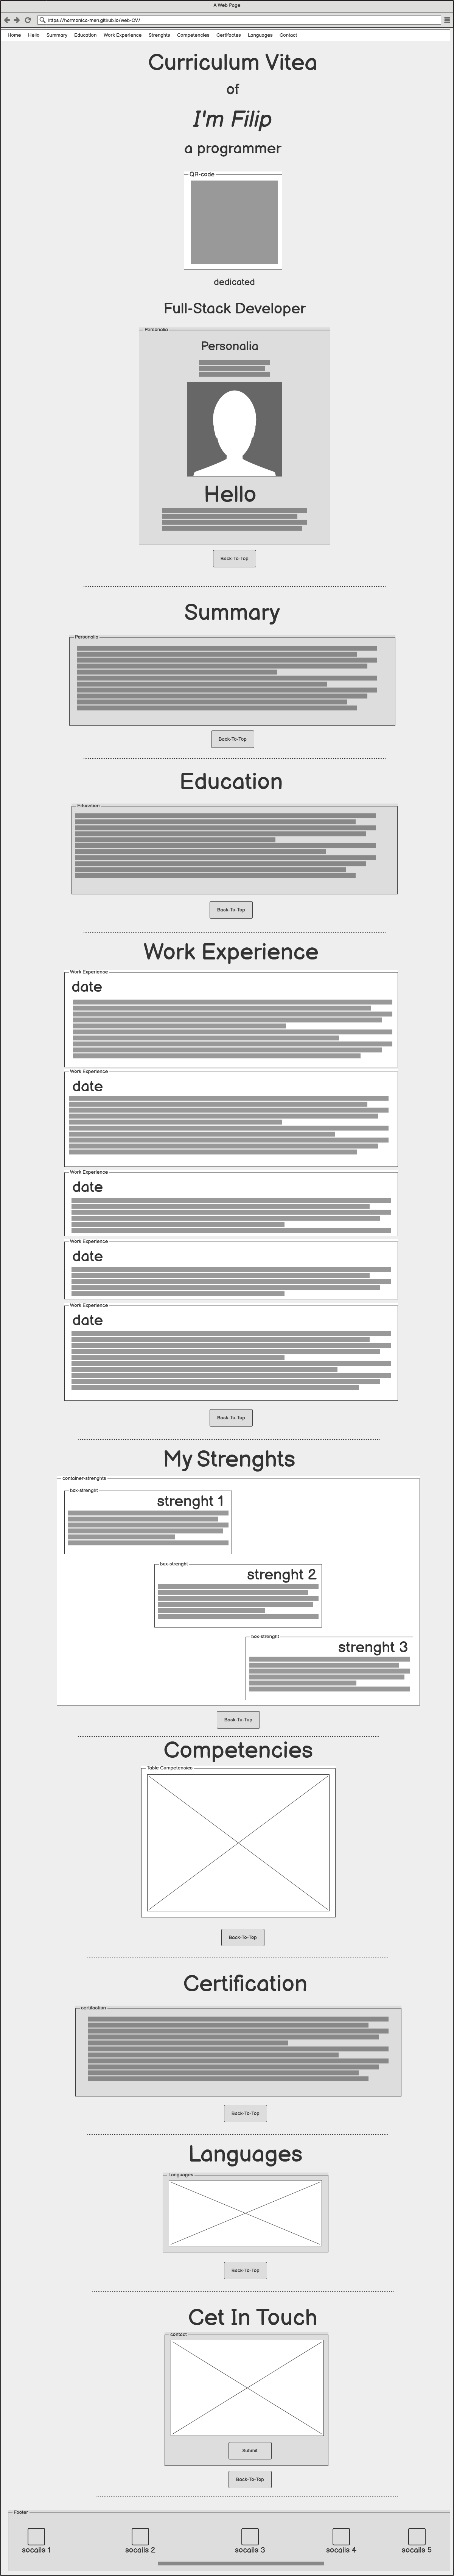 A Web Page
https://harmonica-men.github.io/web-CV/
Home Hello Summary Education Work Experience Strenghts Competencies Certifactes Languages Contact
Curriculum Vitea
of
I'm Filip
a programmer
QR-code
dedicated
Full-Stack Developer
Personalia
Personalia
Hello
Back-To-Top
Summary
Personalia
Back-To-Top
Education
Education
Back-To-Top
Work Experience
Work Experience
date
Work Experience
date
Work Experience
date
Work Experience
date
Work Experience
date
Back-To-Top
My Strenghts
container-strenghts
box-strenght
strenght 1
box-strenght
strenght 2
box-strenght
strenght 3
Back-To-Top
Competencies
Table Competencies
Back-To-Top
Certification
certifaction
Back-To-Top
Languages
Languages
Back-To-Top
Get In Touch
contact
Submit
Back-To-Top
Footer
socails 1 socails 2 socails 3 socails 4 socails 5